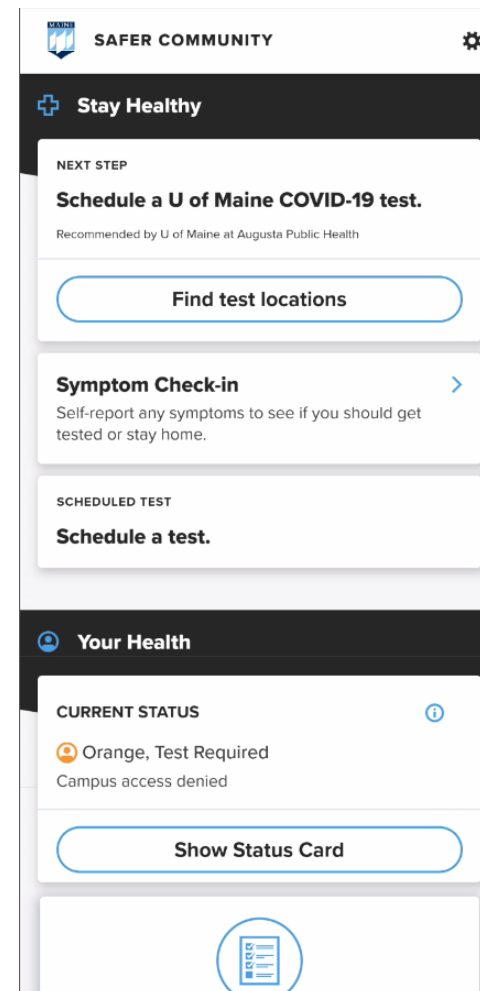 MAINE
SAFER COMMUNITY
Stay Healthy
NEXT STEP
Schedule a U of Maine COVID-19 test.
Recommended by U of Maine at Augusta Public Health
Find test locations
Symptom Check-in
Self-report any symptoms to see if you should get
tested or stay home.
SCHEDULED TEST
Schedule a test.
Your Health
CURRENT STATUS
Orange, Test Required
Campus access denied
Show Status Card